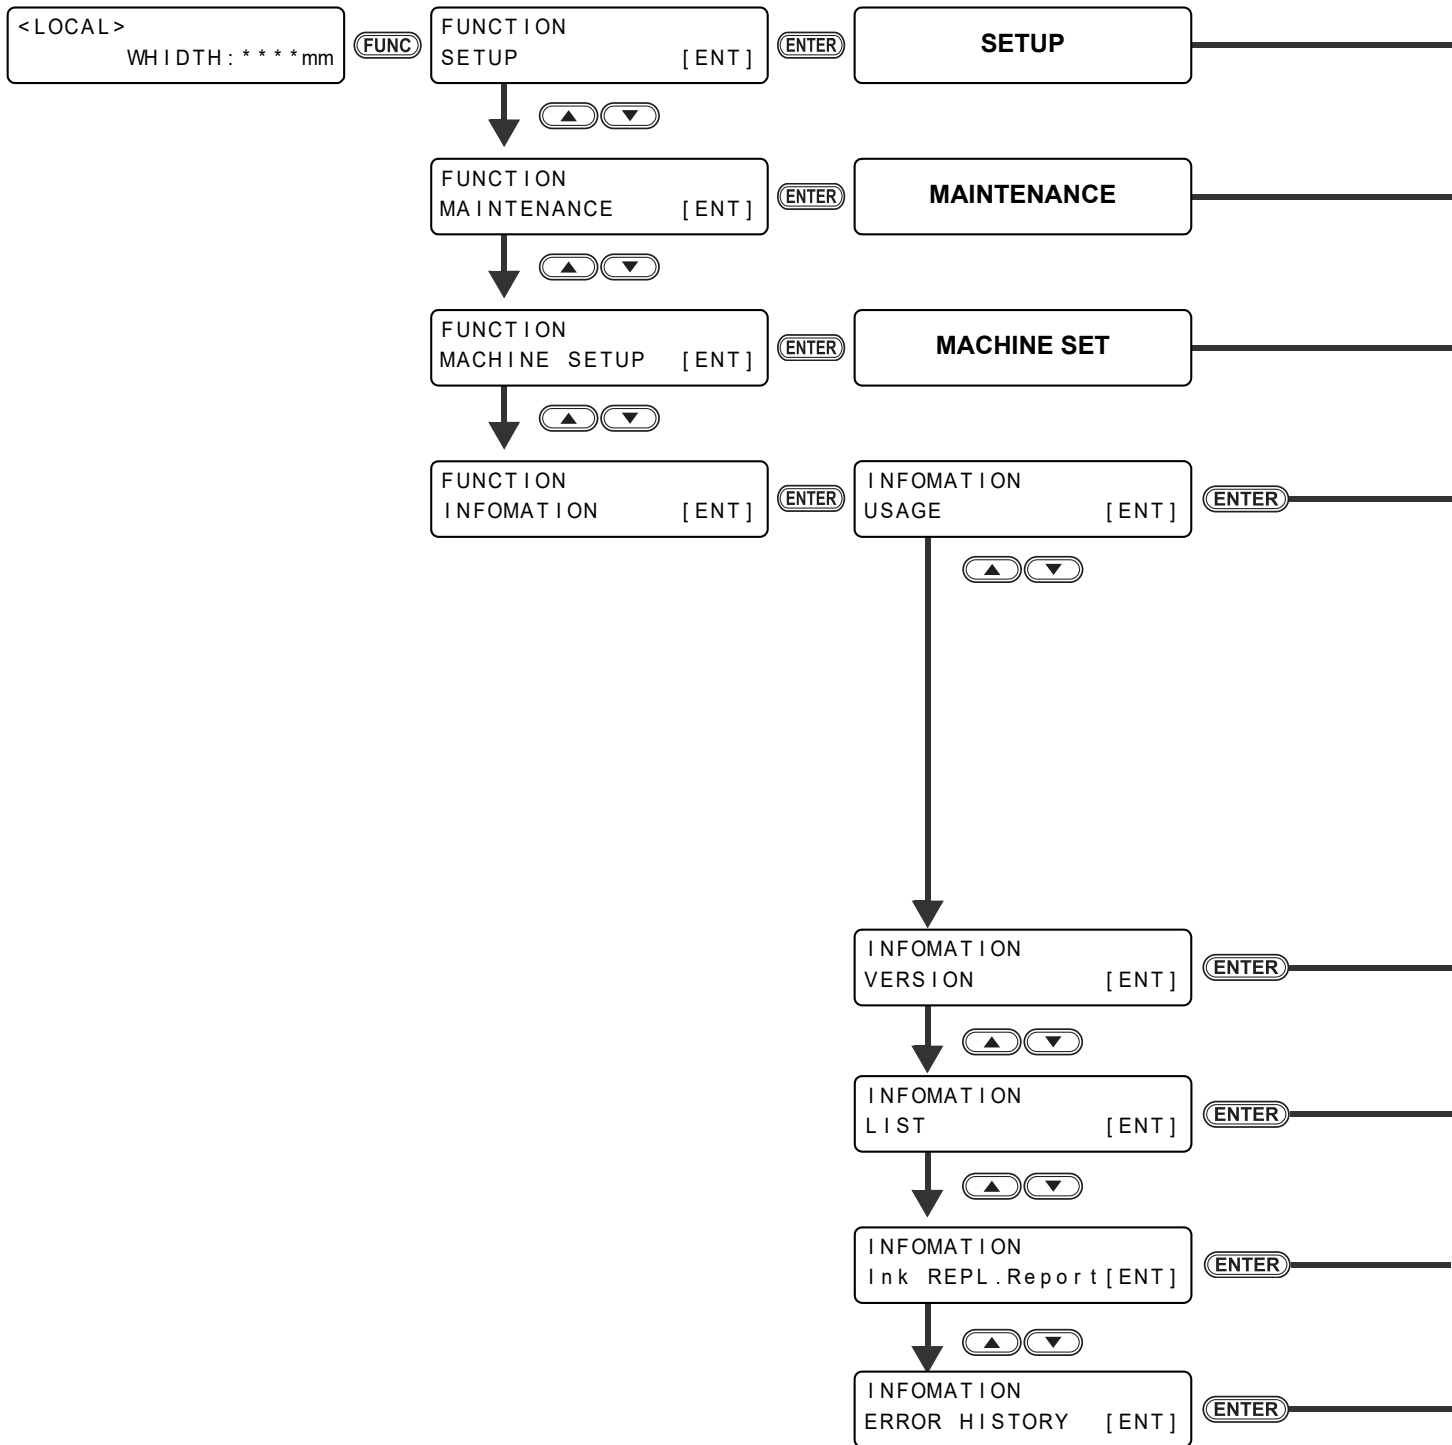 <LOCAL>
WHIDTH:****mm
FUNC
FUNCTION
SETUP [ENT]
ENTER
SETUP
FUNCTION
MAINTENANCE [ENT]
ENTER
MAINTENANCE
FUNCTION
MACHINE SETUP [ENT]
ENTER
MACHINE SET
FUNCTION
INFOMATION [ENT]
ENTER
INFOMATION
USAGE [ENT]
ENTER
INFOMATION
VERSION [ENT]
ENTER
INFOMATION
LIST [ENT]
ENTER
INFOMATION
Ink REPL.Report[ENT]
ENTER
INFOMATION
ERROR HISTORY [ENT]
ENTER